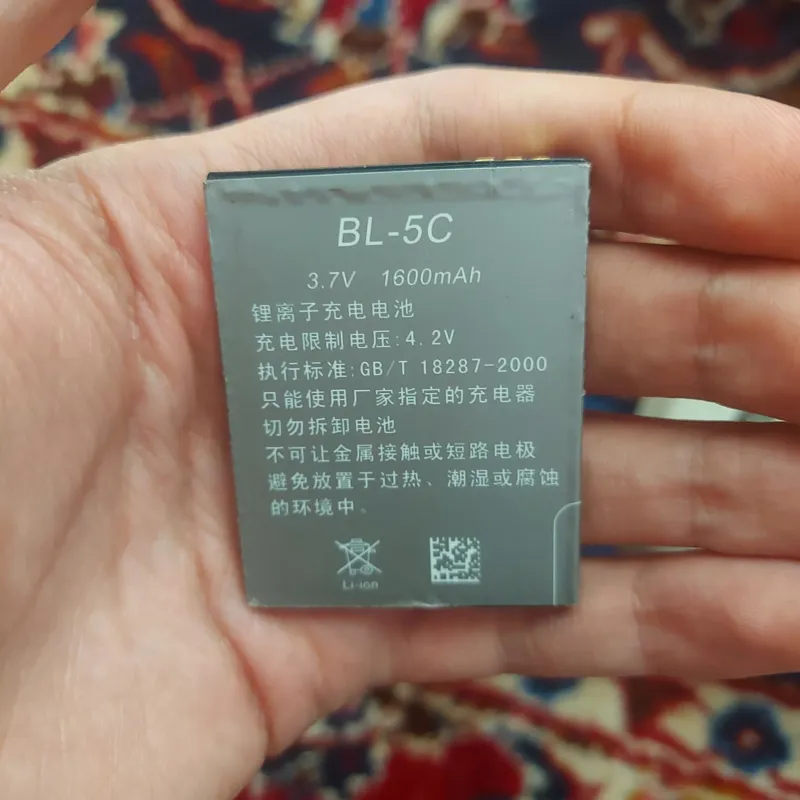 BL-5C
3.7V 1600mAh
锂离子充电电池
充电限制电压:4.2V
执行标准:GB/T 18287-2000
只能使用厂家指定的充电器
切勿拆卸电池
不可让金属接触或短路电极
避免放置于过热、潮湿或腐蚀
的环境中。
Li-ion